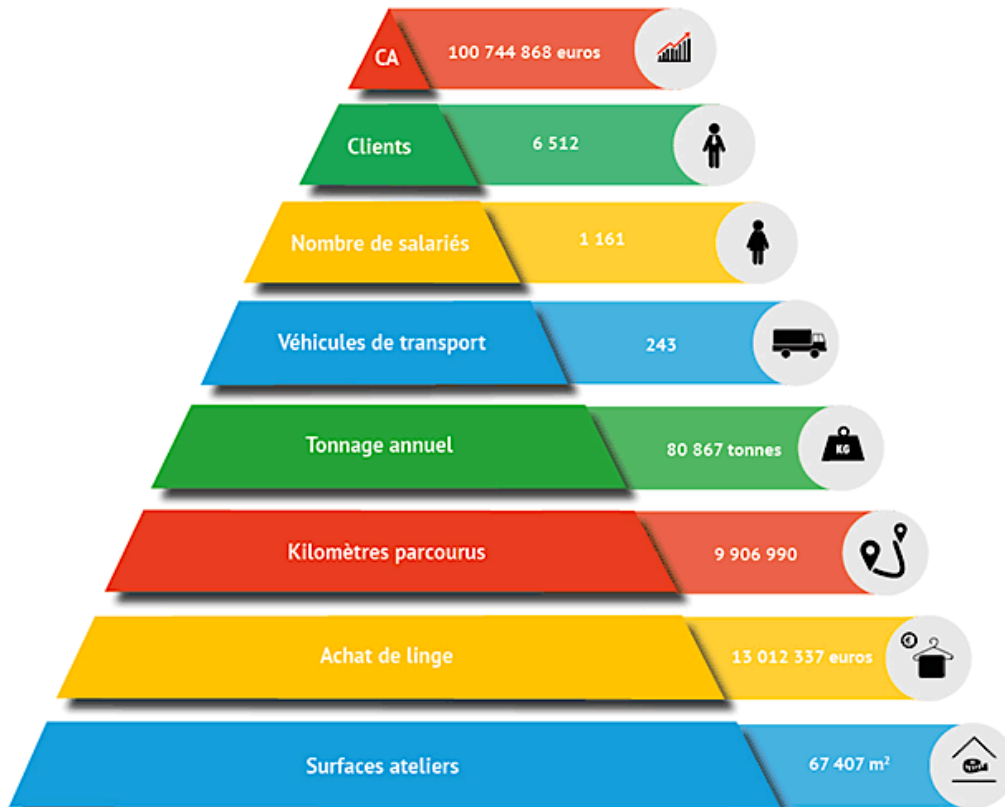 CA
100 744 868 euros
Clients
6 512
Nombre de salariés
1 161
Véhicules de transport
243
Tonnage annuel
80 867 tonnes
KG
Kilomètres parcourus
9 906 990
€
Achat de linge
13 012 337 euros
Surfaces ateliers
67 407 m²